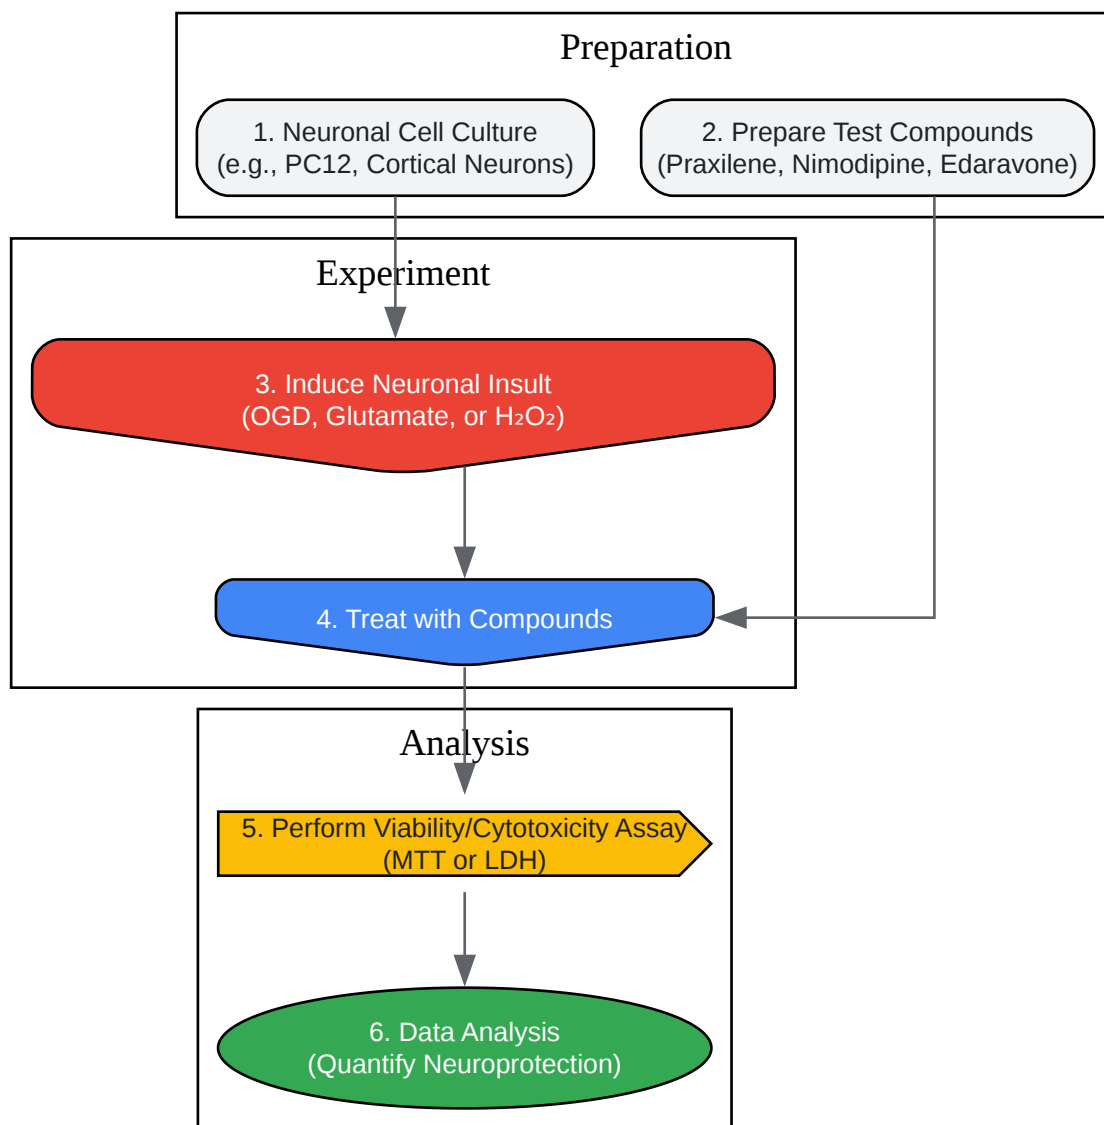 Preparation
1. Neuronal Cell Culture
(e.g., PC12, Cortical Neurons)
2. Prepare Test Compounds
(Praxilene, Nimodipine, Edaravone)
Experiment
3. Induce Neuronal Insult
(OGD, Glutamate, or H₂O₂)
4. Treat with Compounds
Analysis
5. Perform Viability/Cytotoxicity Assay
(MTT or LDH)
6. Data Analysis
(Quantify Neuroprotection)